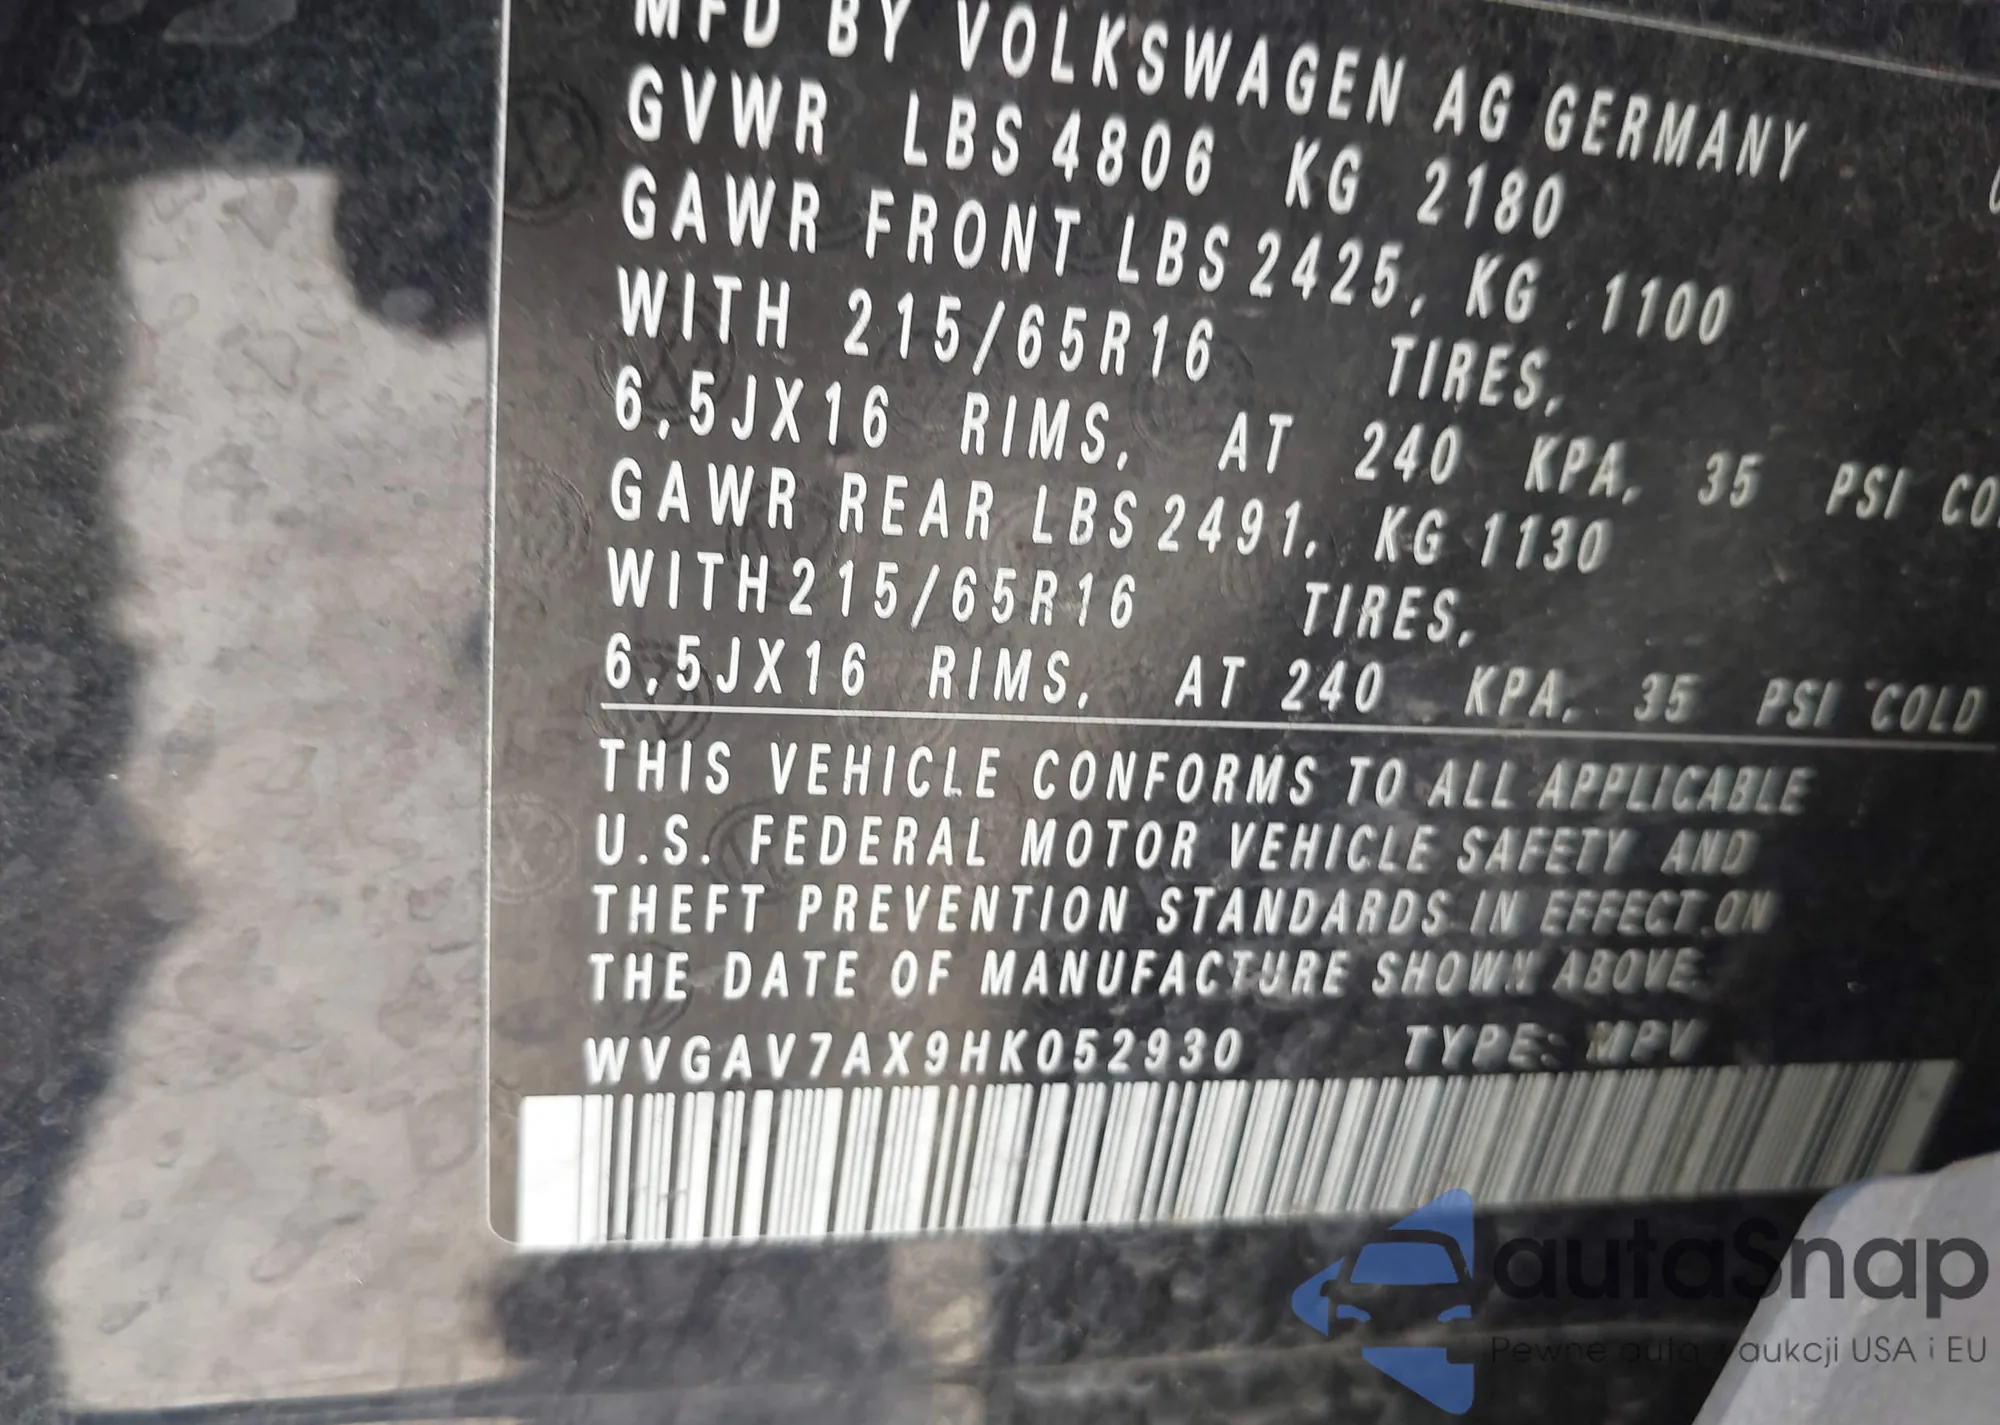 MFD BY VOLKSWAGEN AG GERMANY
GVWR LBS 4806 KG 2180
GAWR FRONT LBS 2425, KG 1100
WITH 215/65R16 TIRES,
6,5JX16 RIMS, AT 240 KPA, 35 PSI
GAWR REAR LBS 2491, KG 1130
WITH 215/65R16 TIRES,
6,5JX16 RIMS, AT 240 KPA, 35 PSI COLD
THIS VEHICLE CONFORMS TO ALL APPLICABLE
U.S. FEDERAL MOTOR VEHICLE SAFETY AND
THEFT PREVENTION STANDARDS IN EFFECT ON
THE DATE OF MANUFACTURE SHOWN ABOVE.
WVGAV7AX9HK052930 TYPE: MPV
autaSnap
Pewne auta z aukcji USA i EU